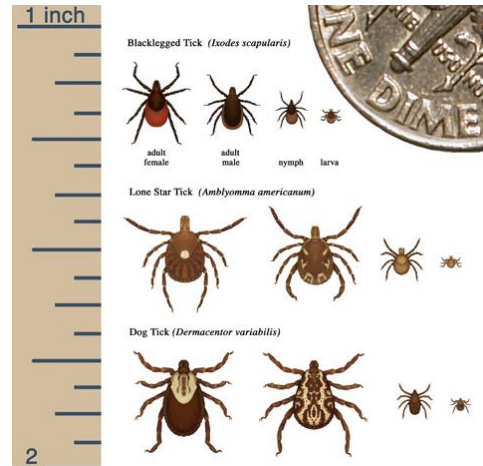 1 inch
Blacklegged Tick (Ixodes scapularis)
adult female
adult male
nymph
larva
ONE DIME
Lone Star Tick (Amblyomma americanum)
Dog Tick (Dermacentor variabilis)
2